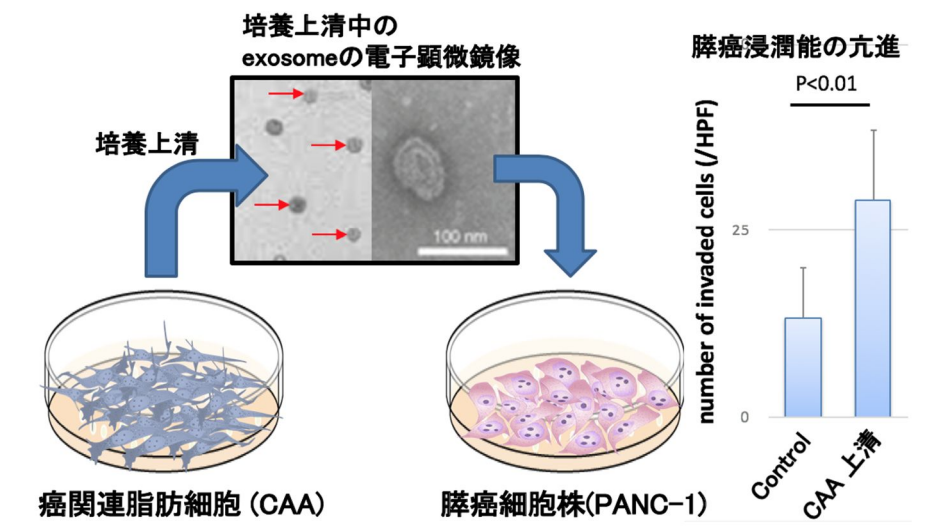 培養上清中の
exosomeの電子顕微鏡像
培養上清
100 nm
癌関連脂肪細胞 (CAA)
膵癌細胞株(PANC-1)
膵癌浸潤能の亢進
P<0.01
number of invaded cells (/HPF)
25
0
Control
CAA 上清